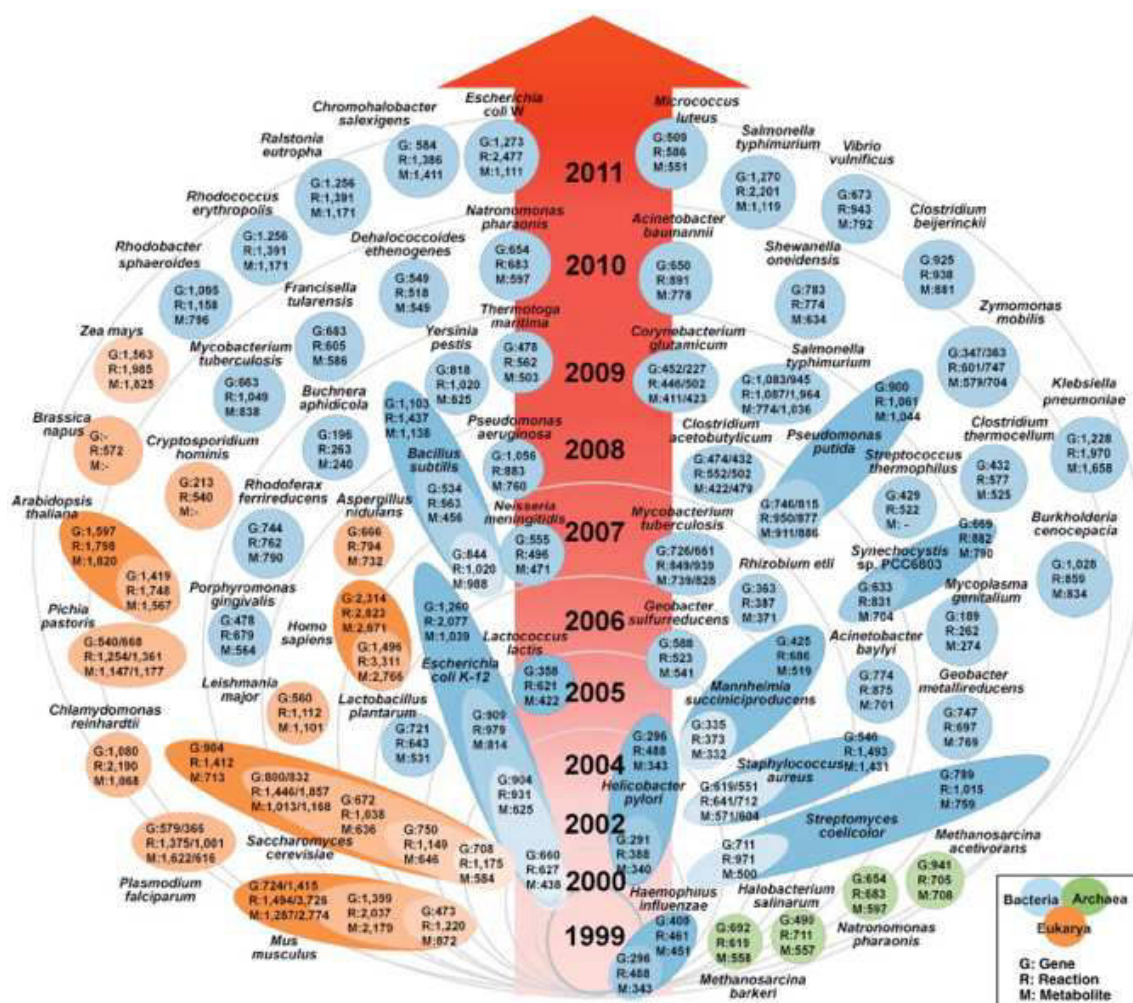 Escherichia
coli W
G:1,273
R:2,477
M:1,111
Chromohalobacter
salexigens
G: 584
R:1,386
M:1,411
Ralstonia
eutropha
G:1.256
R:1,391
M:1,171
Rhodococcus
erythropolis
G:1.256
R:1,391
M:1,171
Rhodobacter
sphaeroides
G:1,095
R:1,158
M:796
Zea mays
G:1,563
R:1,985
M:1,825
Brassica
napus
G:-
R:572
M:-
Arabidopsis
thaliana
G:1,597
R:1,798
M:1,820
G:1,419
R:1,748
M:1,567
Pichia
pastoris
G:540/668
R:1,254/1,361
M:1,147/1,177
Chlamydomonas
reinhardtii
G:1,080
R:2,190
M:1,068
G:579/366
R:1,375/1,001
M:1,622/616
Plasmodium
falciparum
Natronomonas
pharaonis
G:654
R:683
M:597
Dehalococcoides
ethenogenes
G:549
R:518
M:549
Francisella
tularensis
G:683
R:605
M:586
Mycobacterium
tuberculosis
G:663
R:1,049
M:838
Cryptosporidium
hominis
G:213
R:540
M:-
Thermotoga
maritima
G:478
R:562
M:503
Yersinia
pestis
G:818
R:1,020
M:825
Buchnera
aphidicola
G:196
R:263
M:240
Rhodoferax
ferrireducens
G:744
R:762
M:790
Porphyromonas
gingivalis
G:478
R:679
M:564
G:1,103
R:1,437
M:1,138
Bacillus
subtilis
G:534
R:563
M:456
G:844
R:1,020
M:988
Pseudomonas
aeruginosa
G:1,056
R:883
M:760
Neisseria
meningitidis
G:555
R:496
M:471
Aspergillus
nidulans
G:666
R:794
M:732
Homo
sapiens
G:2,314
R:2,823
M:2,671
G:1,496
R:3,311
M:2,766
Leishmania
major
G:560
R:1,112
M:1,101
Lactobacillus
plantarum
G:721
R:643
M:531
G:1,260
R:2,077
M:1,039
Escherichia
coli K-12
G:909
R:979
M:814
G:904
R:931
M:625
G:660
R:627
M:438
Lactococcus
lactis
G:358
R:621
M:422
G:904
R:1,412
M:713
G:800/832
R:1,446/1,857
M:1,013/1,168
G:672
R:1,038
M:636
G:750
R:1,149
M:646
G:708
R:1,175
M:584
Saccharomyces
cerevisiae
G:724/1,415
R:1,494/3,726
M:1,287/2,774
G:1,399
R:2,037
M:2,179
G:473
R:1,220
M:872
Mus
musculus
2011
2010
2009
2008
2007
2006
2005
2004
2002
2000
1999
Micrococcus
luteus
G:509
R:586
M:551
Salmonella
typhimurium
G:1,270
R:2,201
M:1,119
Vibrio
vulnificus
G:673
R:943
M:792
Clostridium
beijerinckii
G:925
R:938
M:881
Acinetobacter
baumannii
G:650
R:891
M:778
Shewanella
oneidensis
G:783
R:774
M:634
Zymomonas
mobilis
G:347/363
R:601/747
M:579/704
Klebsiella
pneumoniae
G:1,228
R:1,970
M:1,658
Corynebacterium
glutamicum
G:452/227
R:446/502
M:411/423
Salmonella
typhimurium
G:1,083/945
R:1,087/1,964
M:774/1,036
G:900
R:1,061
M:1,044
Pseudomonas
putida
G:746/815
R:950/877
M:911/886
Clostridium
acetobutylicum
G:474/432
R:552/502
M:422/479
Clostridium
thermocellum
G:432
R:577
M:525
Streptococcus
thermophilus
G:429
R:522
M: -
Mycobacterium
tuberculosis
G:726/661
R:849/939
M:739/828
Rhizobium etli
G:363
R:387
M:371
G:669
R:882
M:790
Synechocystis
sp. PCC6803
G:633
R:831
M:704
Burkholderia
cenocepacia
G:1,028
R:859
M:834
Mycoplasma
genitalium
G:189
R:262
M:274
Geobacter
sulfurreducens
G:588
R:523
M:541
G:425
R:686
M:519
Mannheimia
succiniciproducens
G:335
R:373
M:332
Acinetobacter
baylyi
G:774
R:875
M:701
Geobacter
metallireducens
G:747
R:697
M:769
G:296
R:488
M:343
Helicobacter
pylori
G:291
R:388
M:340
G:546
R:1,493
M:1,431
Staphylococcus
aureus
G:619/551
R:641/712
M:571/604
G:789
R:1,015
M:759
Streptomyces
coelicolor
G:711
R:971
M:500
Haemophilus
influenzae
G:400
R:461
M:451
G:296
R:488
M:343
Methanosarcina
acetivorans
G:941
R:705
M:708
G:654
R:683
M:597
Natronomonas
pharaonis
Halobacterium
salinarum
G:490
R:711
M:557
G:692
R:619
M:558
Methanosarcina
barkeri
Bacteria
Archaea
Eukarya
G: Gene
R: Reaction
M: Metabolite